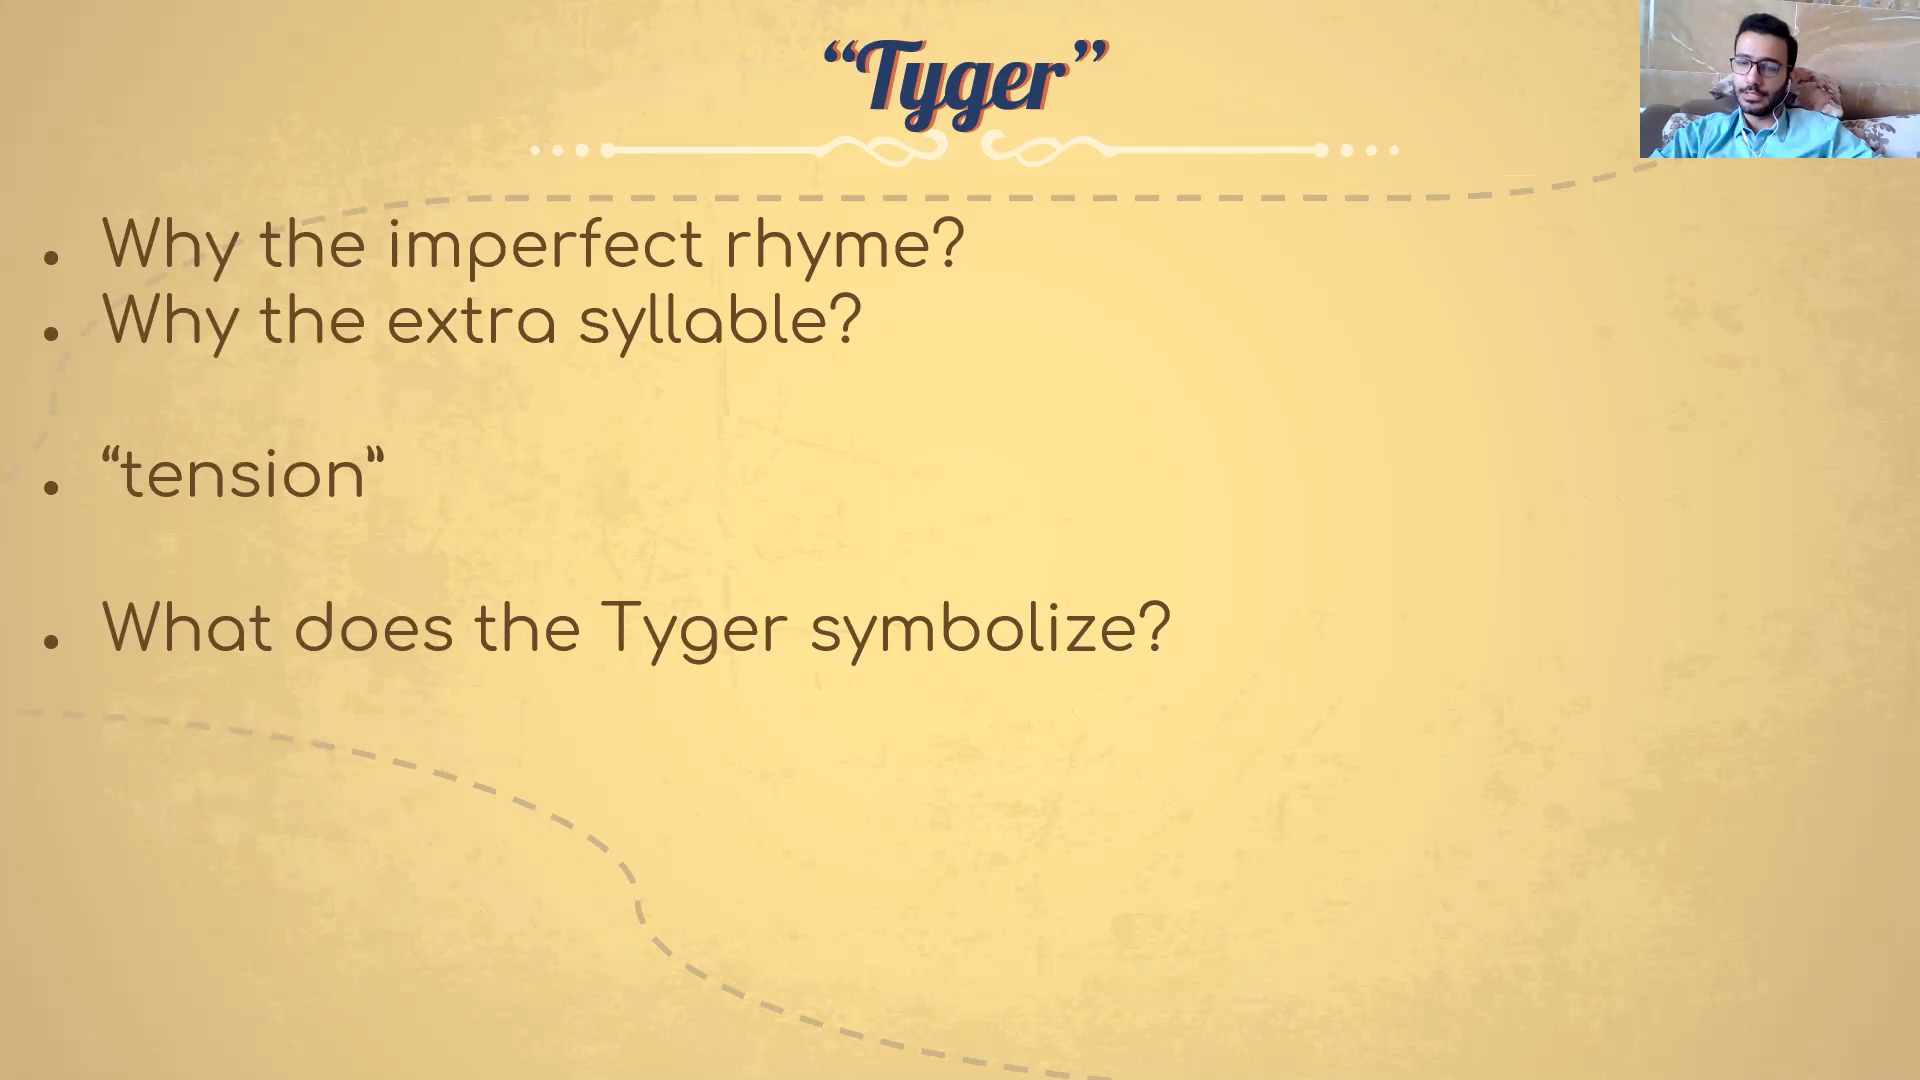 “Tyger”
• Why the imperfect rhyme?
• Why the extra syllable?
• “tension”
• What does the Tyger symbolize?